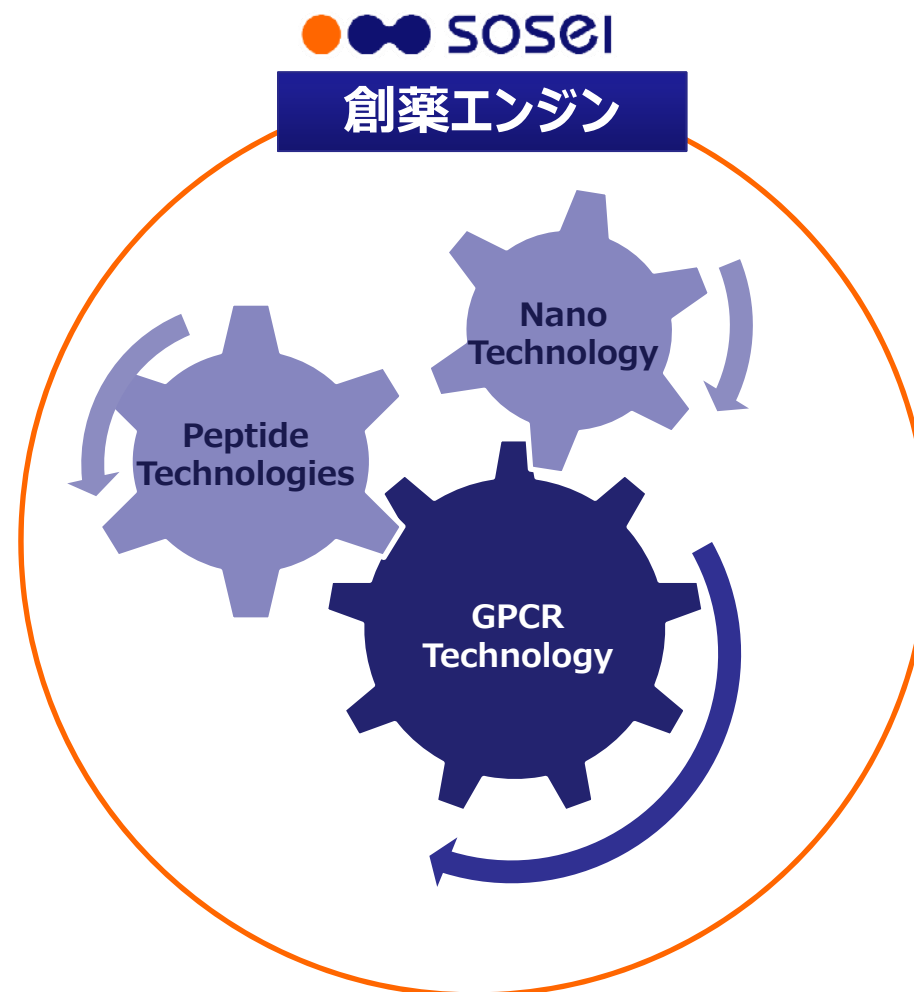 sosei
創薬エンジン
Nano
Technology
Peptide
Technologies
GPCR
Technology